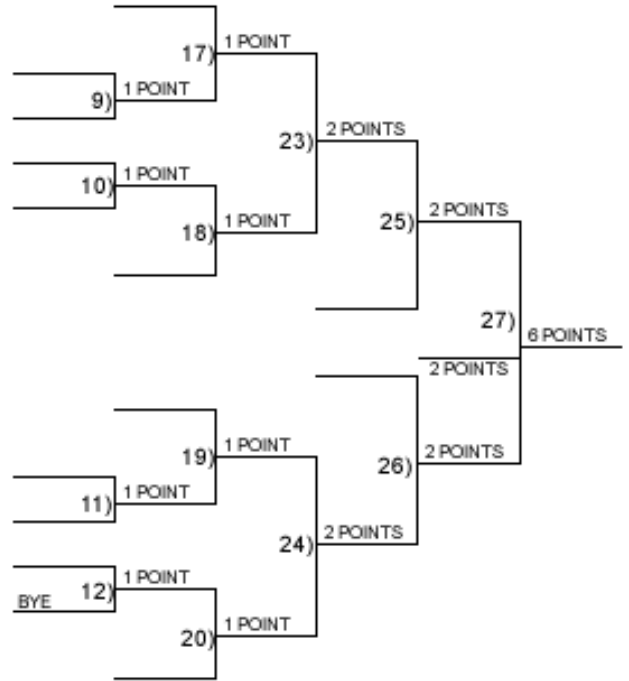 17) 1 POINT
9) 1 POINT
23) 2 POINTS
10) 1 POINT
18) 1 POINT
25) 2 POINTS
27) 6 POINTS
2 POINTS
19) 1 POINT
26) 2 POINTS
11) 1 POINT
24) 2 POINTS
12) 1 POINT
BYE
20) 1 POINT